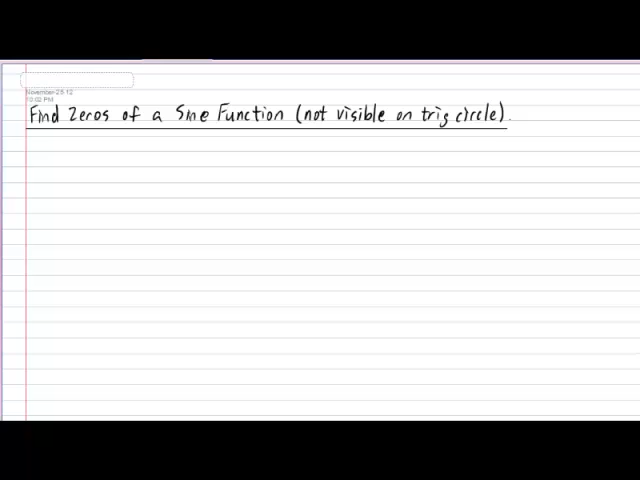 November-25-12
10:02 PM
Find Zeros of a Sine Function (not visible on trig circle).